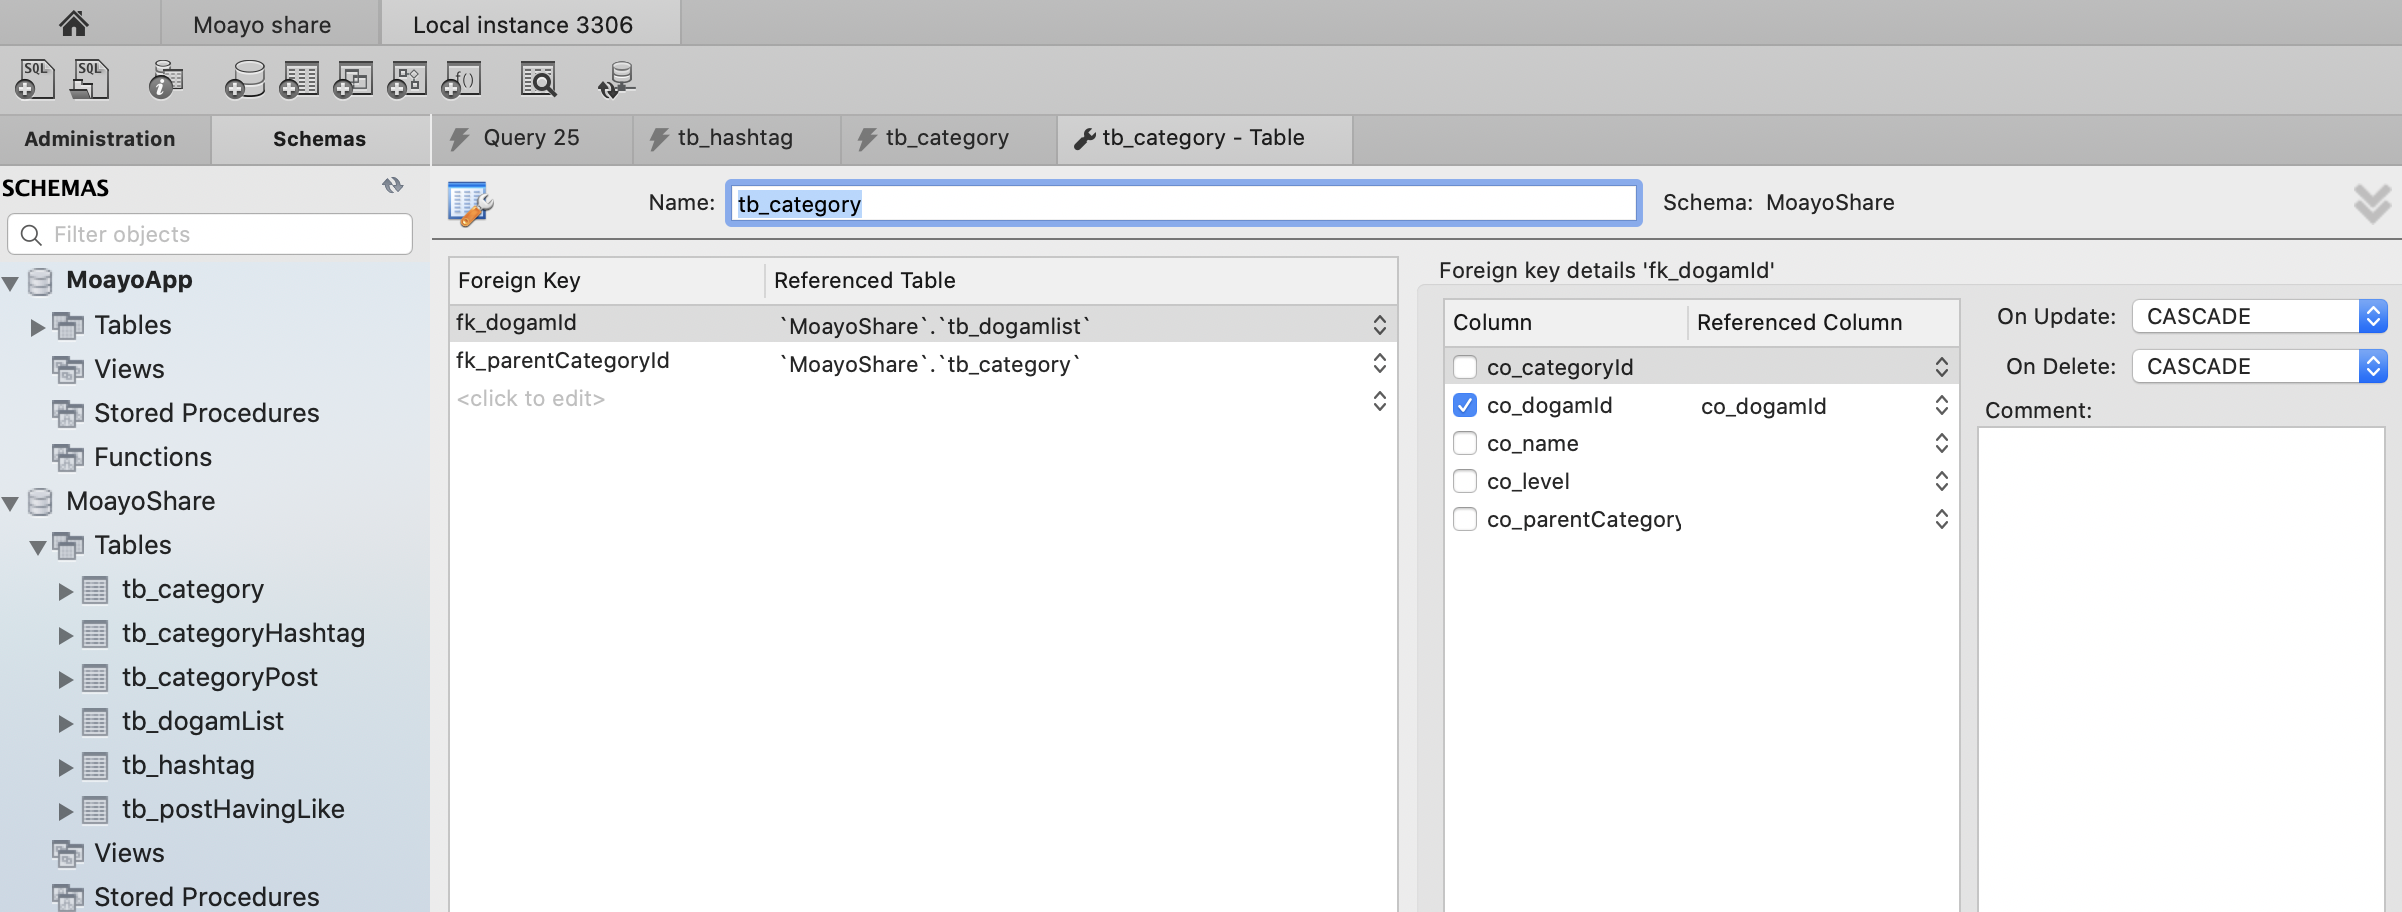 Moayo share
Local instance 3306
SQL
SQL
f()
Administration
Schemas
Query 25
tb_hashtag
tb_category
tb_category - Table
SCHEMAS
Filter objects
MoayoApp
Tables
Views
Stored Procedures
Functions
MoayoShare
Tables
tb_category
tb_categoryHashtag
tb_categoryPost
tb_dogamList
tb_hashtag
tb_postHavingLike
Views
Stored Procedures
Name: tb_category
Schema: MoayoShare
Foreign Key Referenced Table
fk_dogamId `MoayoShare`.`tb_dogamlist`
fk_parentCategoryId `MoayoShare`.`tb_category`
<click to edit>
Foreign key details 'fk_dogamId'
Column Referenced Column
co_categoryId
co_dogamId co_dogamId
co_name
co_level
co_parentCategory
On Update: CASCADE
On Delete: CASCADE
Comment: